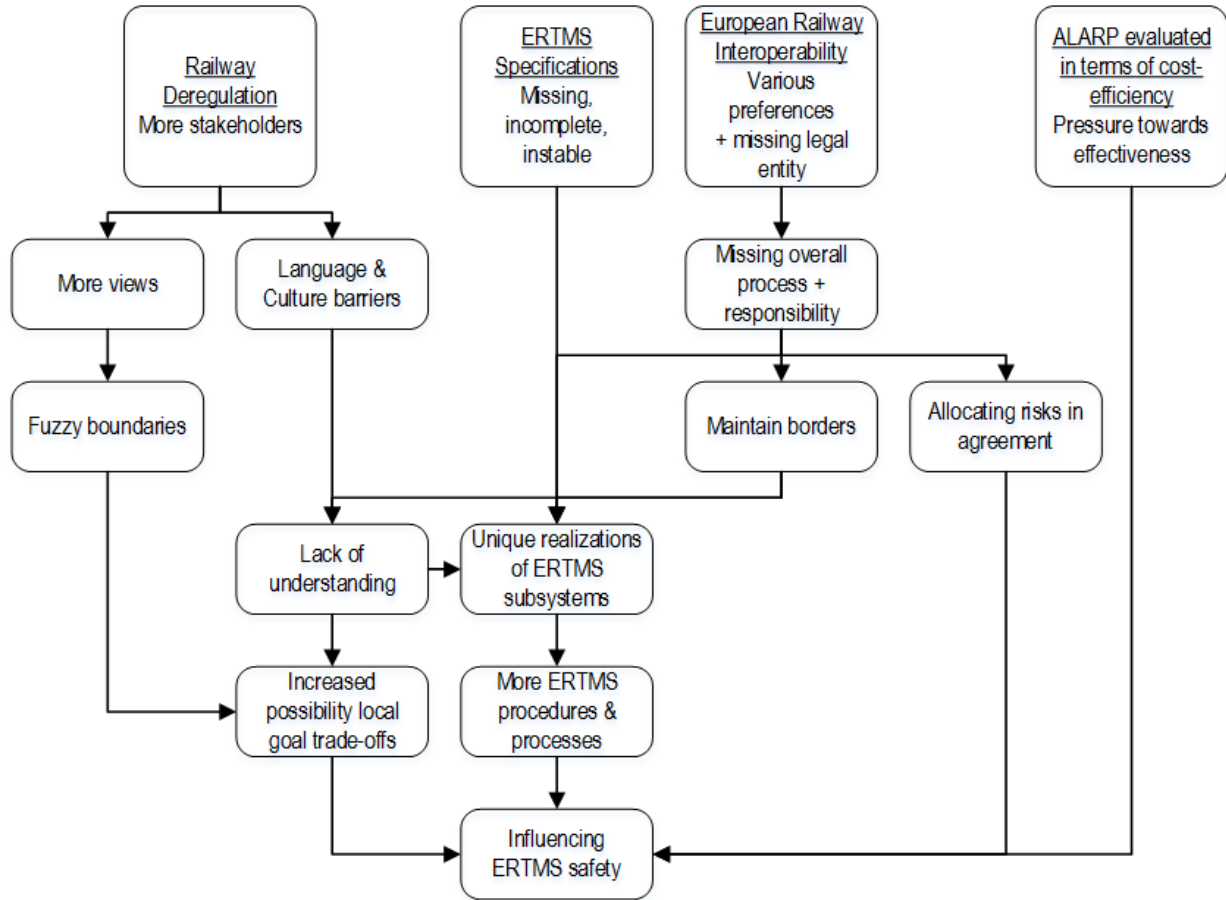 Railway
Deregulation
More stakeholders
ERTMS
Specifications
Missing,
incomplete,
instable
European Railway
Interoperability
Various
preferences
+ missing legal
entity
ALARP evaluated
in terms of cost-
efficiency
Pressure towards
effectiveness
More views
Language &
Culture barriers
Missing overall
process +
responsibility
Fuzzy boundaries
Maintain borders
Allocating risks in
agreement
Lack of
understanding
Unique realizations
of ERTMS
subsystems
Increased
possibility local
goal trade-offs
More ERTMS
procedures &
processes
Influencing
ERTMS safety